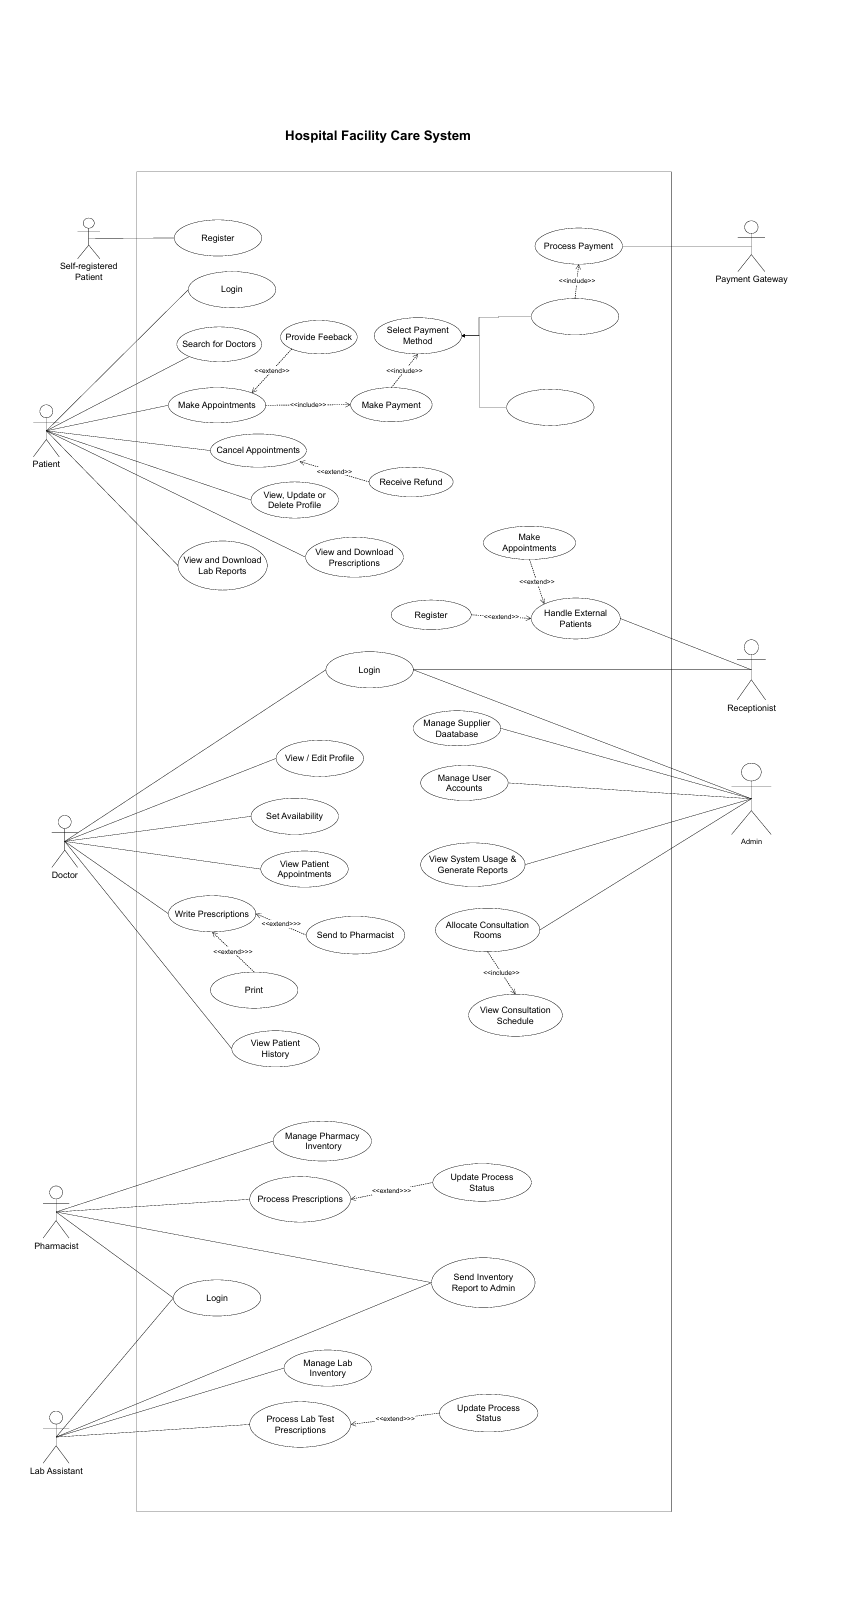 Hospital Facility Care System
Self-registered
Patient
Register
Process Payment
Payment Gateway
<<include>>
Login
Search for Doctors
Provide Feeback
Select Payment
Method
<<extend>>
<<include>>
Make Appointments
<<include>>
Make Payment
Patient
Cancel Appointments
<<extend>>
Receive Refund
View, Update or
Delete Profile
View and Download
Prescriptions
View and Download
Lab Reports
Make
Appointments
<<extend>>
Register
<<extend>>
Handle External
Patients
Receptionist
Login
Manage Supplier
Daatabase
View / Edit Profile
Manage User
Accounts
Admin
Set Availability
Doctor
View Patient
Appointments
View System Usage &
Generate Reports
Write Prescriptions
<<extend>>>
Send to Pharmacist
Allocate Consultation
Rooms
<<extend>>>
Print
<<include>>
View Consultation
Schedule
View Patient
History
Manage Pharmacy
Inventory
Process Prescriptions
<<extend>>>
Update Process
Status
Pharmacist
Send Inventory
Report to Admin
Login
Manage Lab
Inventory
Process Lab Test
Prescriptions
<<extend>>>
Update Process
Status
Lab Assistant